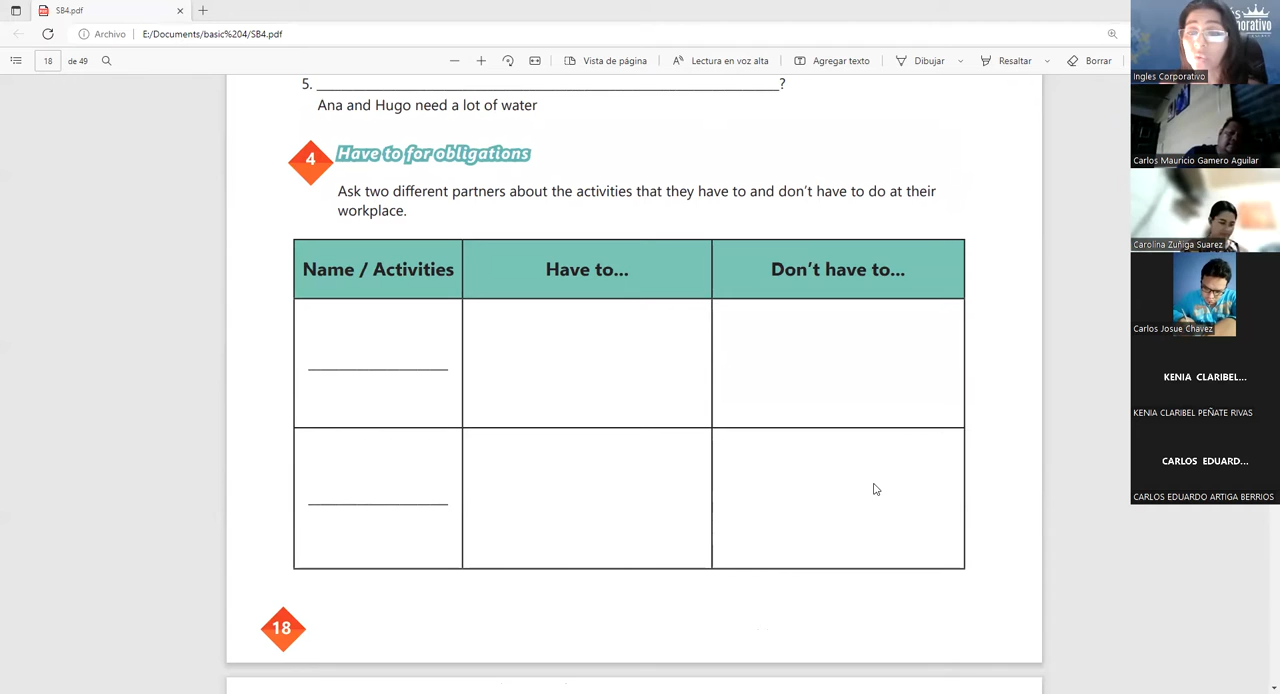 SB4.pdf
Archivo
E:/Documents/basic%204/SB4.pdf
18
de 49
Vista de página
Lectura en voz alta
Agregar texto
Dibujar
Resaltar
Borrar
5. ?
Ana and Hugo need a lot of water
4
Have to for obligations
Ask two different partners about the activities that they have to and don't have to do at their
workplace.
Name / Activities
Have to...
Don't have to...
18
Ingles Corporativo
Carlos Mauricio Gamero Aguilar
Carolina Zuñiga Suarez
Carlos Josue Chavez
KENIA CLARIBEL...
KENIA CLARIBEL PEÑATE RIVAS
CARLOS EDUARD...
CARLOS EDUARDO ARTIGA BERRIOS